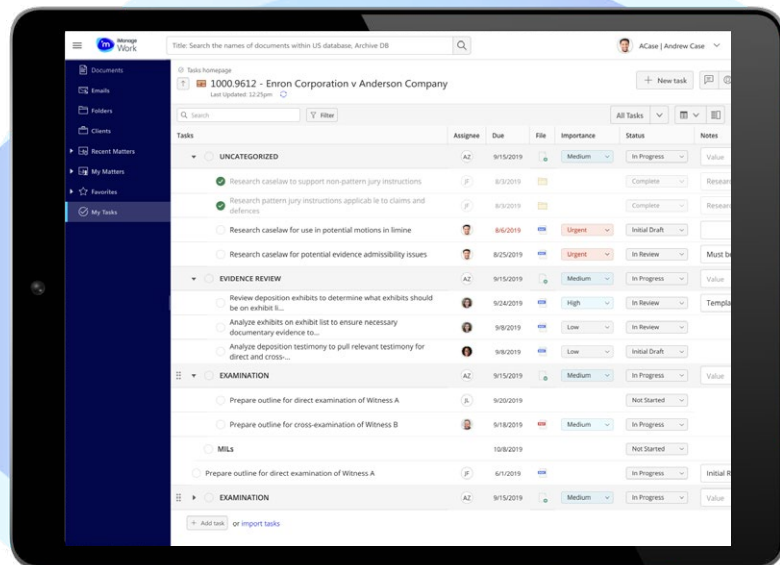 iManage
Work
Title: Search the names of documents within US database, Archive DB
ACase | Andrew Case
Documents
Emails
Folders
Clients
Recent Matters
My Matters
Favorites
My Tasks
Tasks homepage
1000.9612 - Enron Corporation v Anderson Company
Last Updated: 12:25pm
+ New task
Search
Filter
All Tasks
Tasks Assignee Due File Importance Status Notes
UNCATEGORIZED AZ 9/15/2019 Medium In Progress Value
Research caselaw to support non-pattern jury instructions JF 8/3/2019 Complete Resear
Research pattern jury instructions applicab le to claims and
defences JF 8/3/2019 Complete Resear
Research caselaw for use in potential motions in limine 8/6/2019 Urgent Initial Draft
Research caselaw for potential evidence admissibility issues 8/25/2019 Urgent In Review Must be
EVIDENCE REVIEW AZ 9/15/2019 Medium In Progress Value
Review deposition exhibits to determine what exhibits should
be on exhibit li... 9/24/2019 High In Review Templa
Analyze exhibits on exhibit list to ensure necessary
documentary evidence to... 9/8/2019 Low In Review
Analyze deposition testimony to pull relevant testimony for
direct and cross-... 9/8/2019 Low Initial Draft
EXAMINATION AZ 9/15/2019 Medium In Progress Value
Prepare outline for direct examination of Witness A JL 9/20/2019 Not Started
Prepare outline for cross-examination of Witness B 9/18/2019 Medium In Progress
MILs 10/8/2019 Not Started
Prepare outline for direct examination of Witness A JF 6/1/2019 In Progress Initial R
EXAMINATION AZ 9/15/2019 Medium In Progress Value
+ Add task or import tasks